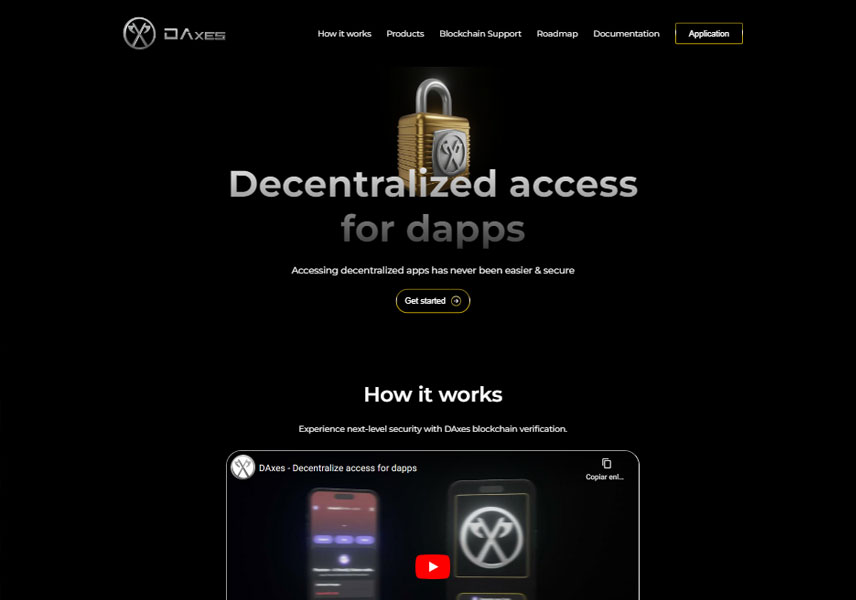 DAxes
How it works
Products
Blockchain Support
Roadmap
Documentation
Application
Decentralized access
for dapps
Accessing decentralized apps has never been easier & secure
Get started
How it works
Experience next-level security with DAxes blockchain verification.
DAxes - Decentralize access for dapps
Copiar enl...